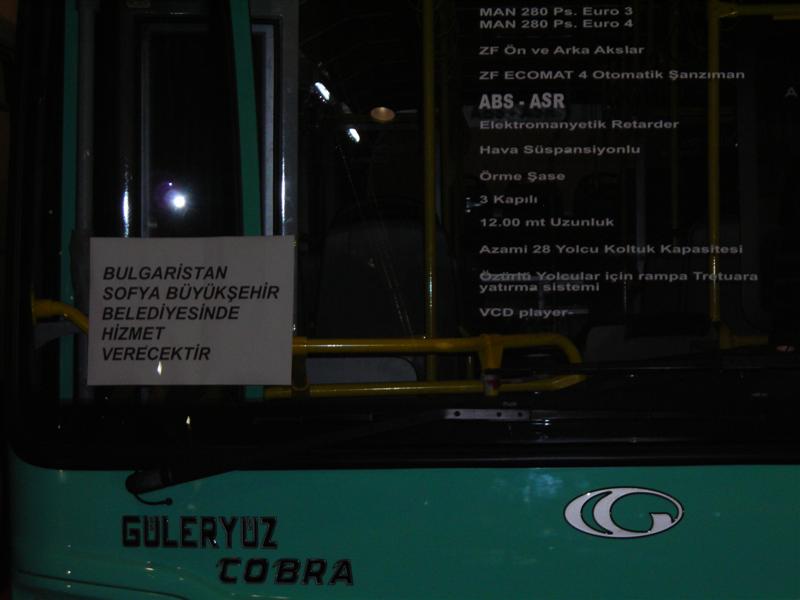 MAN 280 Ps. Euro 3
MAN 280 Ps. Euro 4
ZF Ön ve Arka Akslar
ZF ECOMAT 4 Otomatik Şanzıman
ABS - ASR
Elektromanyetik Retarder
Hava Süspansiyonlu
Örme Şase
3 Kapılı
12.00 mt Uzunluk
Azami 28 Yolcu Koltuk Kapasitesi
Özürlü Yolcular için rampa Tretuara
yatırma sistemi
VCD player-
BULGARİSTAN
SOFYA BÜYÜKŞEHİR
BELEDİYESİNDE
HİZMET
VERECEKTİR
GÜLERYÜZ
COBRA
G